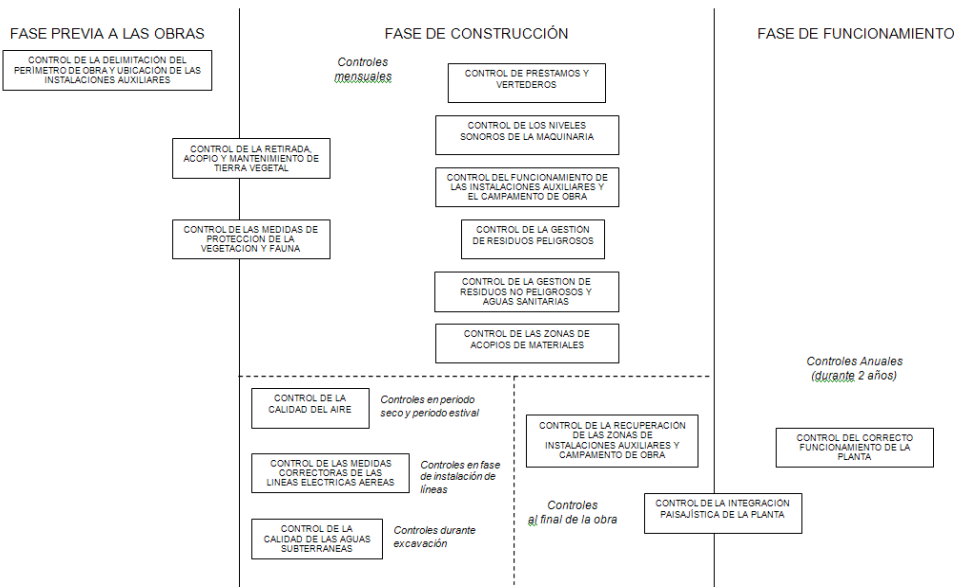 FASE PREVIA A LAS OBRAS
FASE DE CONSTRUCCIÓN
FASE DE FUNCIONAMIENTO
CONTROL DE LA DELIMITACIÓN DEL
PERÍMETRO DE OBRA Y UBICACIÓN DE LAS
INSTALACIONES AUXILIARES
Controles
mensuales
CONTROL DE PRÉSTAMOS Y
VERTEDEROS
CONTROL DE LOS NIVELES
SONOROS DE LA MAQUINARIA
CONTROL DE LA RETIRADA,
ACOPIO Y MANTENIMIENTO DE
TIERRA VEGETAL
CONTROL DEL FUNCIONAMIENTO DE
LAS INSTALACIONES AUXILIARES Y
EL CAMPAMENTO DE OBRA
CONTROL DE LAS MEDIDAS DE
PROTECCIÓN DE LA
VEGETACION Y FAUNA
CONTROL DE LA GESTION
DE RESIDUOS PELIGROSOS
CONTROL DE LA GESTION DE
RESIDUOS NO PELIGROSOS Y
AGUAS SANITARIAS
CONTROL DE LAS ZONAS DE
ACOPIOS DE MATERIALES
Controles Anuales
(durante 2 años)
CONTROL DE LA
CALIDAD DEL AIRE
Controles en periodo
seco y periodo estival
CONTROL DE LA RECUPERACIÓN
DE LAS ZONAS DE
INSTALACIONES AUXILIARES Y
CAMPAMENTO DE OBRA
CONTROL DEL CORRECTO
FUNCIONAMIENTO DE LA
PLANTA
CONTROL DE LAS MEDIDAS
CORRECTORAS DE LAS
LINEAS ELECTRICAS AEREAS
Controles en fase
de instalación de
líneas
Controles
al final de la obra
CONTROL DE LA INTEGRACIÓN
PAISAJÍSTICA DE LA PLANTA
CONTROL DE LA
CALIDAD DE LAS AGUAS
SUBTERRANEAS
Controles durante
excavación